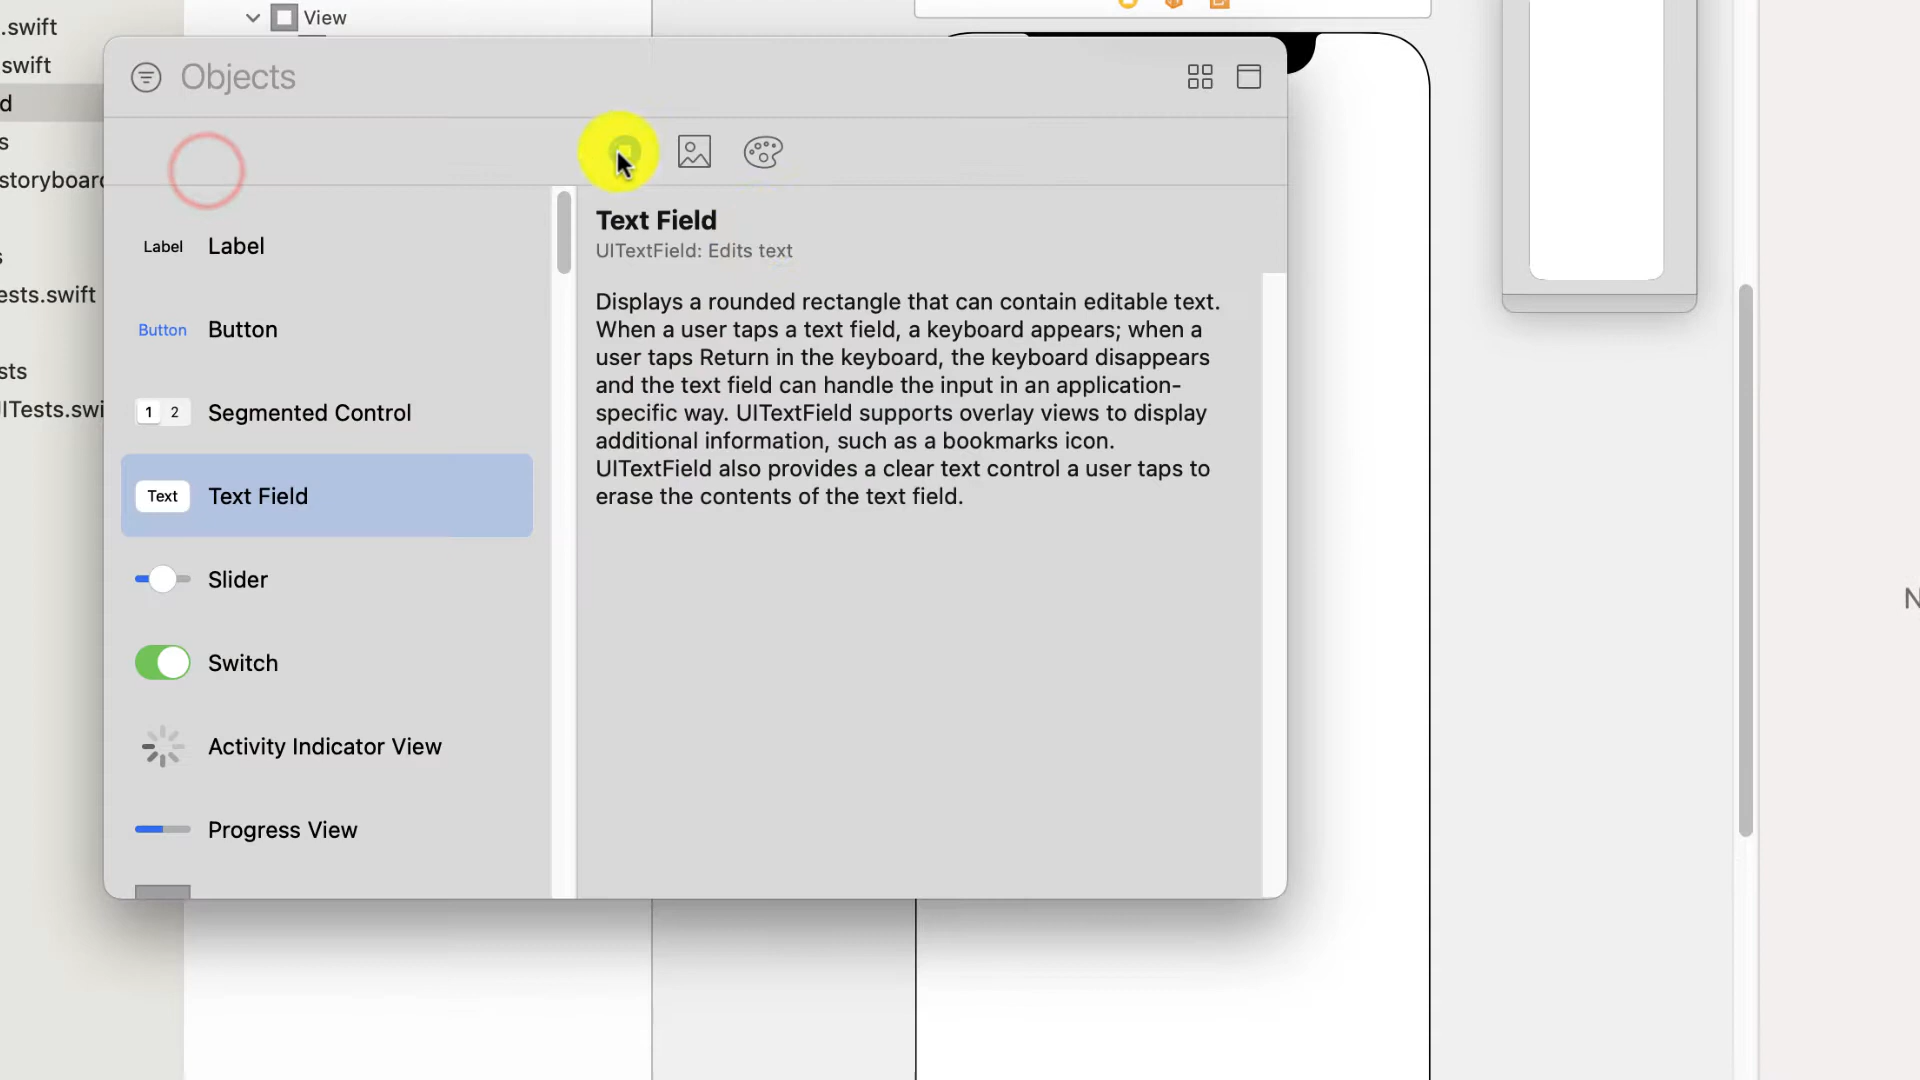 .swift
View
swift
Objects
d
s
storyboard
Text Field
UITextField: Edits text
Label Label
s
ests.swift
Displays a rounded rectangle that can contain editable text.
When a user taps a text field, a keyboard appears; when a
user taps Return in the keyboard, the keyboard disappears
and the text field can handle the input in an application-
specific way. UITextField supports overlay views to display
additional information, such as a bookmarks icon.
UITextField also provides a clear text control a user taps to
erase the contents of the text field.
Button Button
sts
1 2 Segmented Control
ITests.swi
Text Text Field
Slider
N
Switch
Activity Indicator View
Progress View